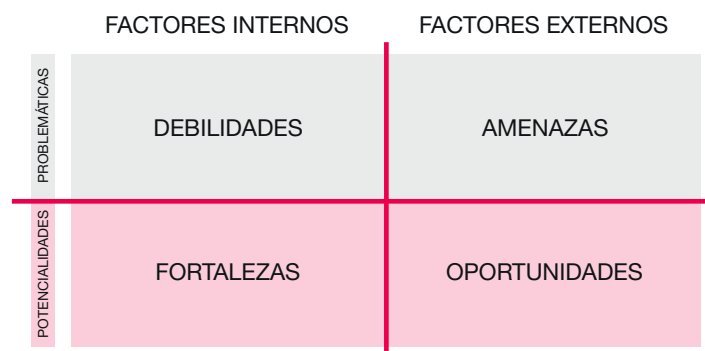 FACTORES INTERNOS
FACTORES EXTERNOS
PROBLEMÁTICAS
DEBILIDADES
AMENAZAS
POTENCIALIDADES
FORTALEZAS
OPORTUNIDADES